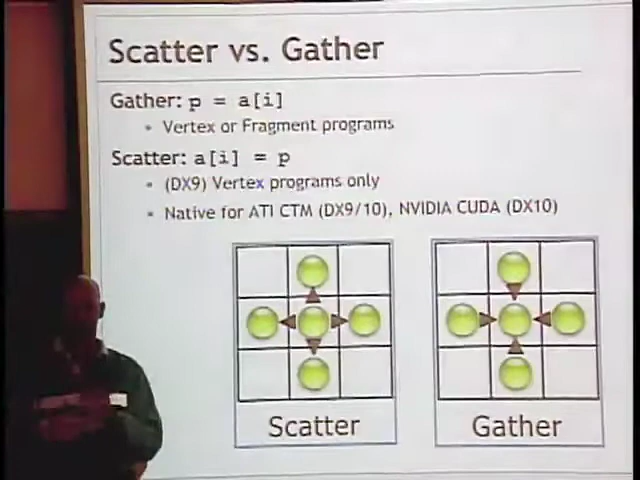 Scatter vs. Gather
Gather: p = a[i]
• Vertex or Fragment programs
Scatter: a[i] = p
• (DX9) Vertex programs only
• Native for ATI CTM (DX9/10), NVIDIA CUDA (DX10)
Scatter
Gather